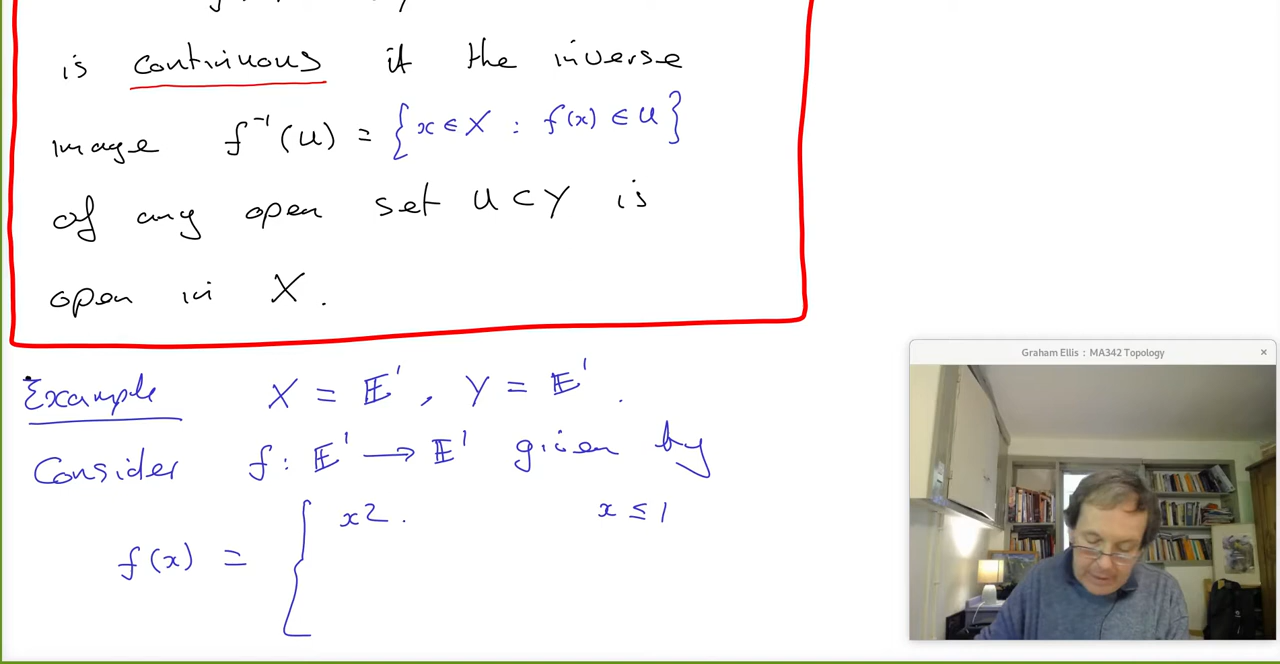 is continuous if the inverse
image f⁻¹(U) = {x ∈ X : f(x) ∈ U}
of any open set U ⊂ Y is
open in X.
Example X = 𝔼¹, Y = 𝔼¹.
Consider f: 𝔼¹ → 𝔼¹ given by
f(x) = { x2. x ≤ 1
Graham Ellis : MA342 Topology